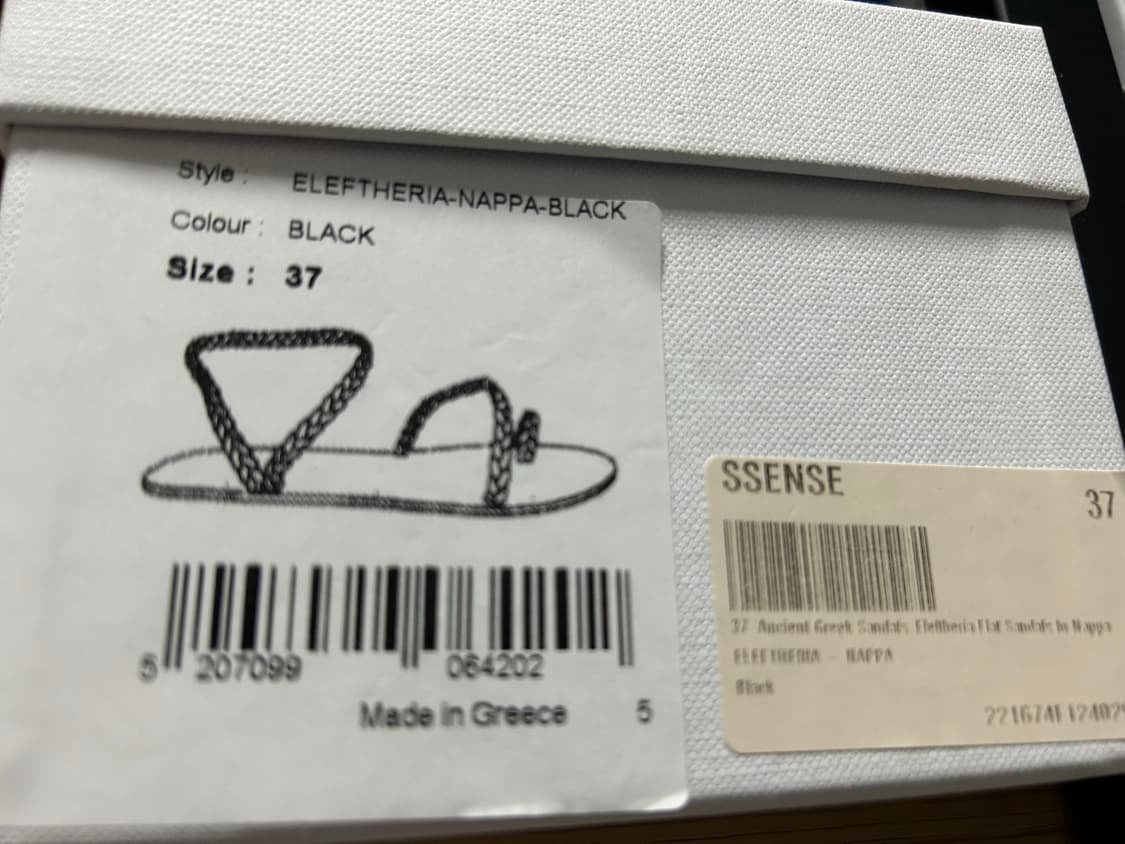 Style : ELEFTHERIA-NAPPA-BLACK
Colour : BLACK
Size : 37
5 207099 064202
Made in Greece 5
SSENSE 37
37 Ancient Greek Sandals Eleftheria Flat Sandals In Nappa
ELEFTHERIA - NAPPA
Black